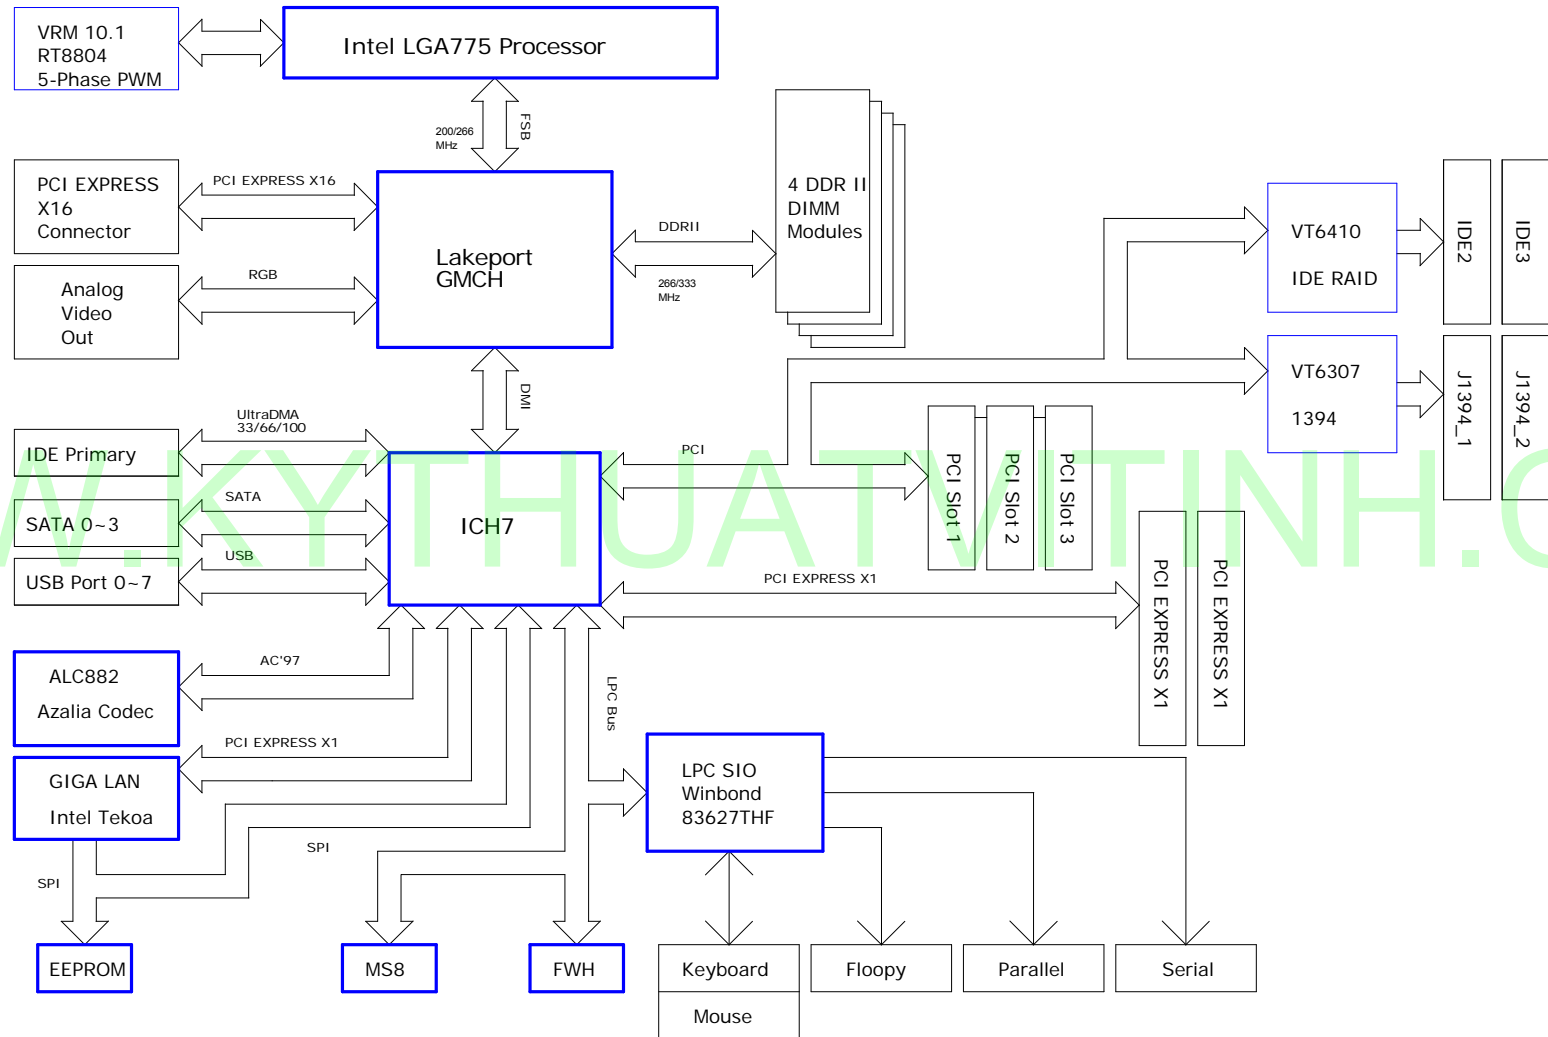 VRM 10.1
RT8804
5-Phase PWM
Intel LGA775 Processor
200/266
MHz
FSB
PCI EXPRESS
X16
Connector
PCI EXPRESS X16
Analog
Video
Out
RGB
Lakeport
GMCH
DDRII
266/333
MHz
4 DDR II
DIMM
Modules
VT6410
IDE RAID
IDE2
IDE3
VT6307
1394
J1394_1
J1394_2
DMI
UltraDMA
33/66/100
IDE Primary
SATA
SATA 0~3
USB
USB Port 0~7
ICH7
PCI
PCI Slot 1
PCI Slot 2
PCI Slot 3
PCI EXPRESS X1
PCI EXPRESS X1
PCI EXPRESS X1
W.KYTHUATVITINH.C
ALC882
Azalia Codec
AC'97
PCI EXPRESS X1
GIGA LAN
Intel Tekoa
LPC Bus
LPC SIO
Winbond
83627THF
SPI
SPI
EEPROM
MS8
FWH
Keyboard
Mouse
Floopy
Parallel
Serial